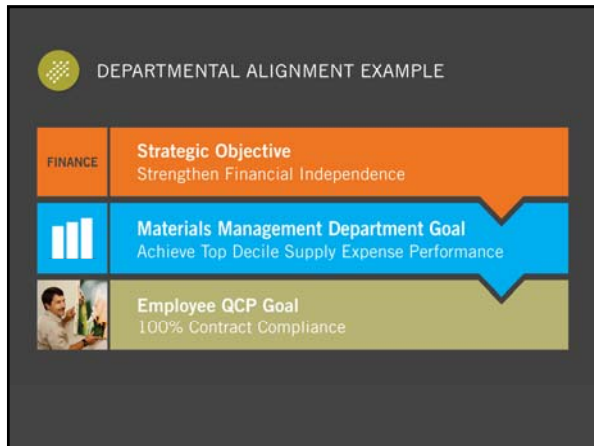 DEPARTMENTAL ALIGNMENT EXAMPLE
FINANCE
Strategic Objective
Strengthen Financial Independence
Materials Management Department Goal
Achieve Top Decile Supply Expense Performance
Employee QCP Goal
100% Contract Compliance